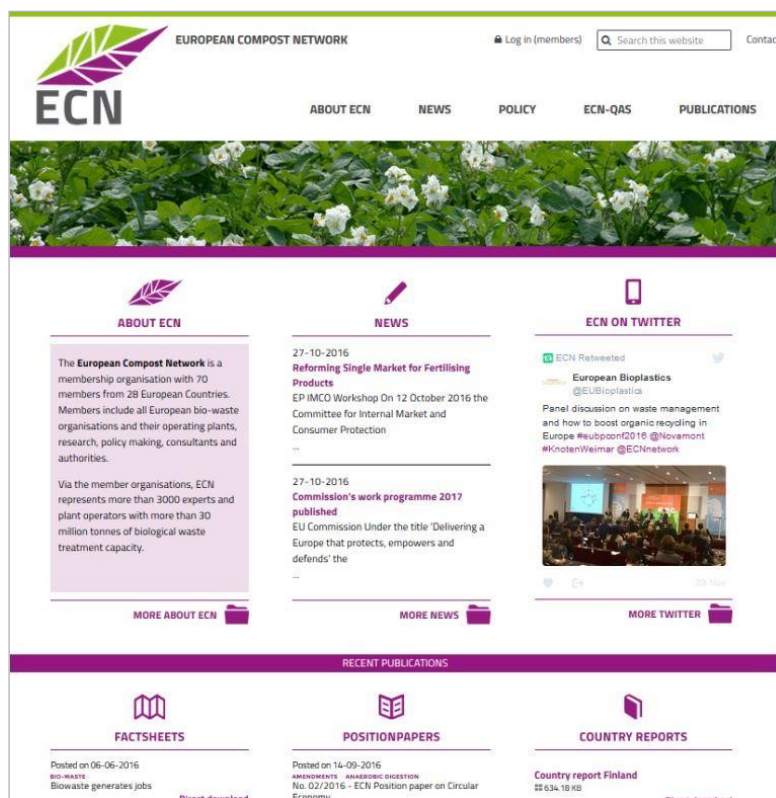 EUROPEAN COMPOST NETWORK
Log in (members)
Search this website
Contac
ECN
ABOUT ECN
NEWS
POLICY
ECN-QAS
PUBLICATIONS
ABOUT ECN
The European Compost Network is a
membership organisation with 70
members from 28 European Countries.
Members include all European bio-waste
organisations and their operating plants,
research, policy making, consultants and
authorities.
Via the member organisations, ECN
represents more than 3000 experts and
plant operators with more than 30
million tonnes of biological waste
treatment capacity.
MORE ABOUT ECN
NEWS
27-10-2016
Reforming Single Market for Fertilising
Products
EP IMCO Workshop On 12 October 2016 the
Committee for Internal Market and
Consumer Protection
...
27-10-2016
Commission's work programme 2017
published
EU Commission Under the title 'Delivering a
Europe that protects, empowers and
defends' the
...
MORE NEWS
ECN ON TWITTER
ECN Retweeted
European Bioplastics
@EUBioplastics
Panel discussion on waste management
and how to boost organic recycling in
Europe #eubpconf2016 @Novamont
#KnotenWeimar @ECNnetwork
MORE TWITTER
RECENT PUBLICATIONS
FACTSHEETS
Posted on 06-06-2016
BIO-WASTE
Biowaste generates jobs
POSITIONPAPERS
Posted on 14-09-2016
AMENDMENTS ANAEROBIC DIGESTION
No. 02/2016 - ECN Position paper on Circular
Economy
COUNTRY REPORTS
Country report Finland
634.18 KB